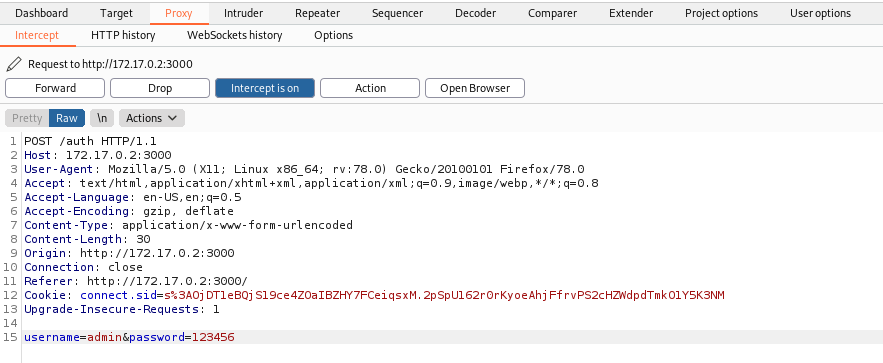 Dashboard Target Proxy Intruder Repeater Sequencer Decoder Comparer Extender Project options User options
Intercept HTTP history WebSockets history Options
Request to http://172.17.0.2:3000
Forward Drop Intercept is on Action Open Browser
Pretty Raw \n Actions
1 POST /auth HTTP/1.1
2 Host: 172.17.0.2:3000
3 User-Agent: Mozilla/5.0 (X11; Linux x86_64; rv:78.0) Gecko/20100101 Firefox/78.0
4 Accept: text/html,application/xhtml+xml,application/xml;q=0.9,image/webp,*/*;q=0.8
5 Accept-Language: en-US,en;q=0.5
6 Accept-Encoding: gzip, deflate
7 Content-Type: application/x-www-form-urlencoded
8 Content-Length: 30
9 Origin: http://172.17.0.2:3000
10 Connection: close
11 Referer: http://172.17.0.2:3000/
12 Cookie: connect.sid=s%3AOjDT1eBQjS19ce4ZOaIBZHY7FCeiqsxM.2pSpU162r0rKyoeAhjFfrvPS2cHZWdpdTmkO1Y5K3NM
13 Upgrade-Insecure-Requests: 1
14
15 username=admin&password=123456